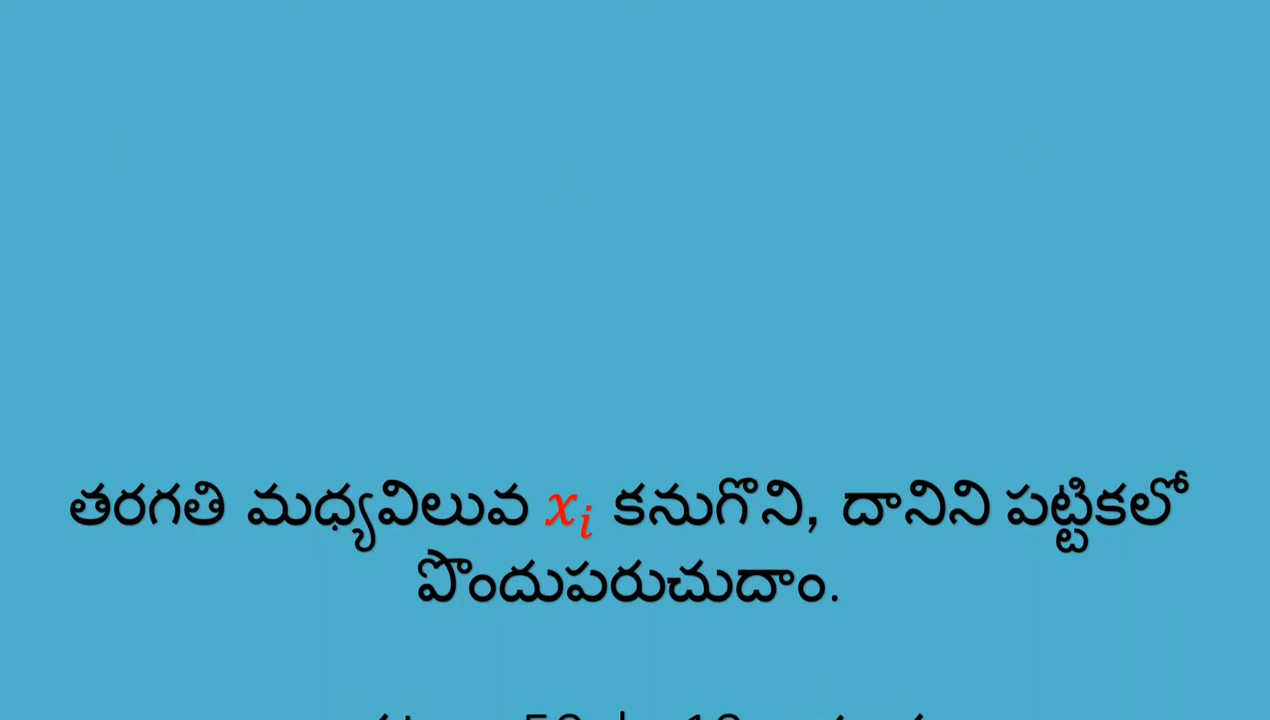 తరగతి మధ్యవిలువ xᵢ కనుగొని, దానిని పట్టికలో
పొందుపరుచుదాం.